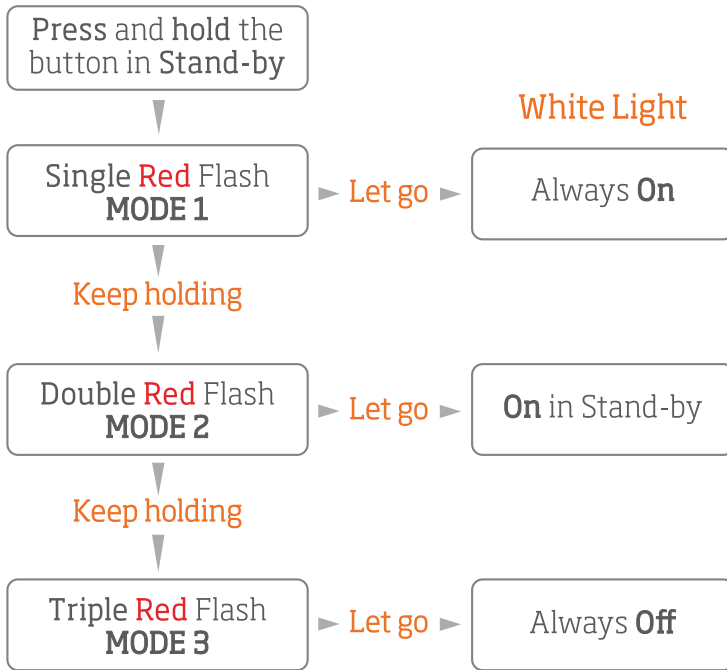 Press and hold the
button in Stand-by
White Light
Single Red Flash
MODE 1
Let go
Always On
Keep holding
Double Red Flash
MODE 2
Let go
On in Stand-by
Keep holding
Triple Red Flash
MODE 3
Let go
Always Off